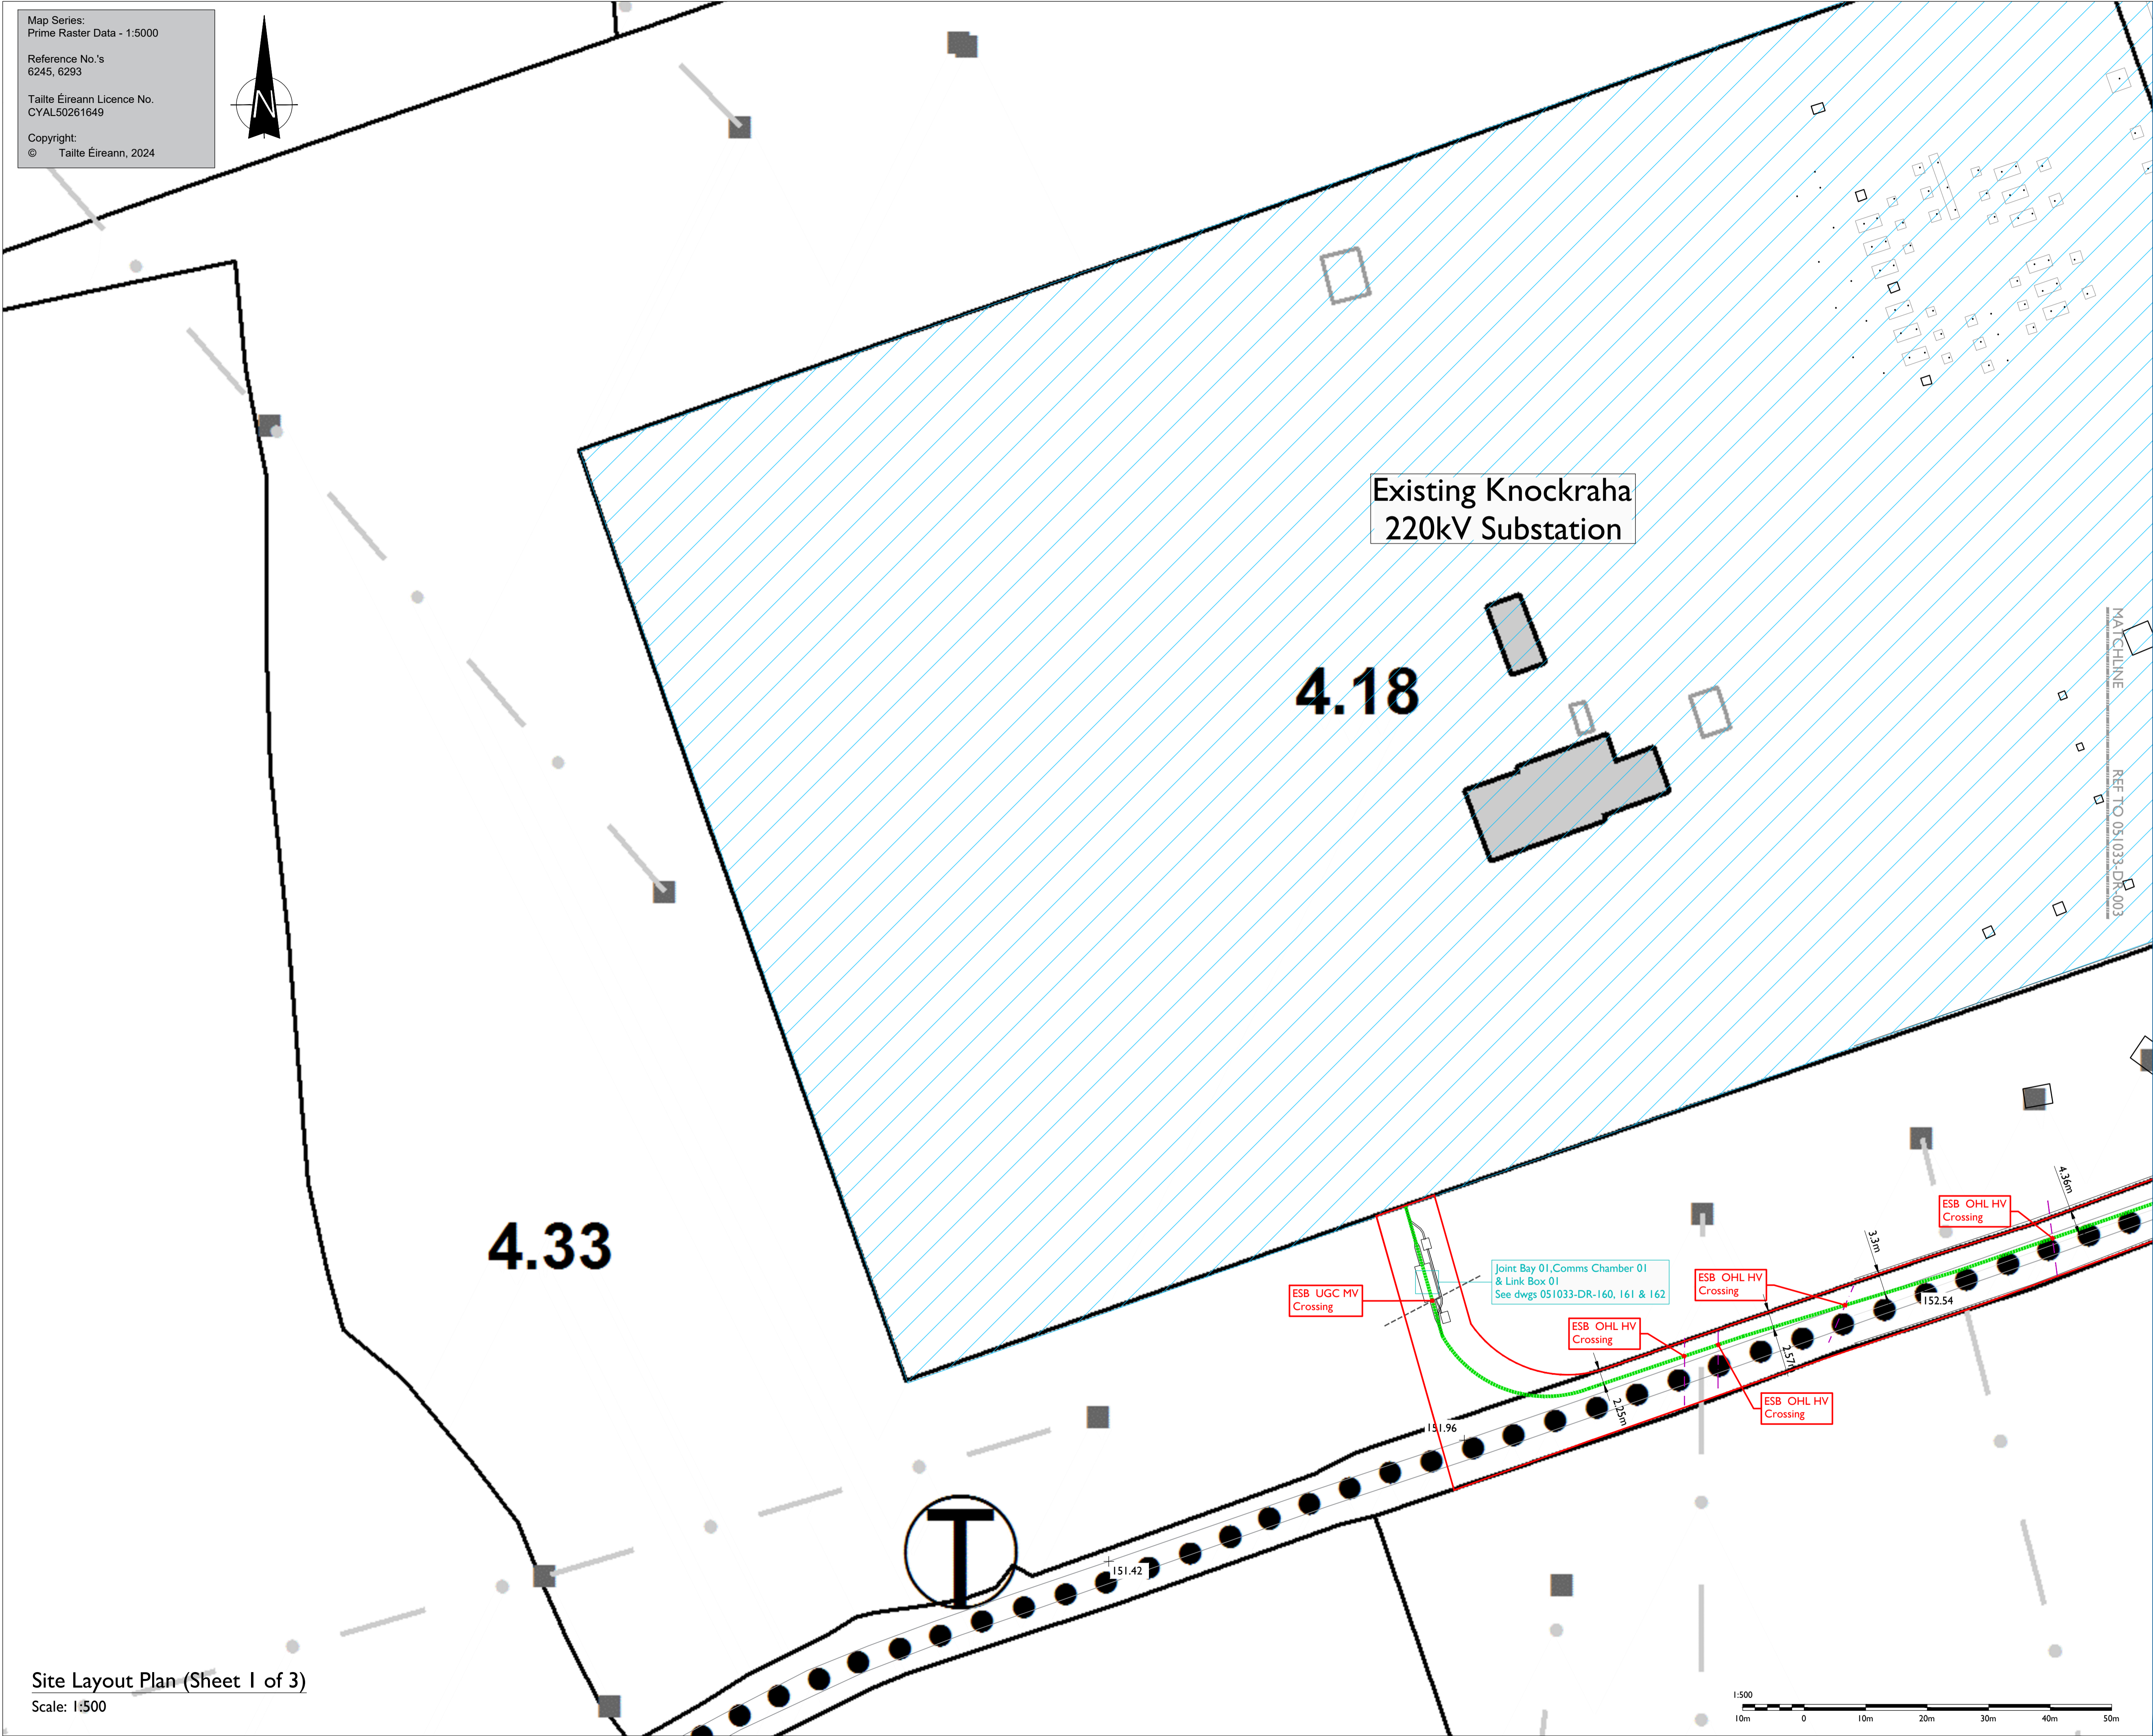 Map Series:
Prime Raster Data - 1:5000
Reference No.'s
6245, 6293
Tailte Éireann Licence No.
CYAL50261649
Copyright:
© Tailte Éireann, 2024
N
Existing Knockraha
220kV Substation
4.18
MATCHLINE REF TO 051033-DR-003
4.33
4.36m
ESB OHL HV
Crossing
3.3m
Joint Bay 01,Comms Chamber 01
& Link Box 01
See dwgs 051033-DR-160, 161 & 162
ESB UGC MV
Crossing
ESB OHL HV
Crossing
152.54
ESB OHL HV
Crossing
2.57m
ESB OHL HV
Crossing
2.25m
151.96
T
151.42
Site Layout Plan (Sheet 1 of 3)
Scale: 1:500
1:500
10m 0 10m 20m 30m 40m 50m